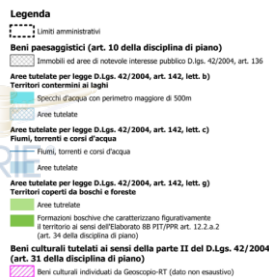 Legenda
Limiti amministrativi
Beni paesaggistici (art. 10 della disciplina di piano)
Immobili ed aree di notevole interesse pubblico D.lgs. 42/2004, art. 136
Aree tutelate per legge D.Lgs. 42/2004, art. 142, lett. b)
Territori contermini ai laghi
Specchi d'acqua con perimetro maggiore di 500m
Aree tutelate
Aree tutelate per legge D.Lgs. 42/2004, art. 142, lett. c)
Fiumi, torrenti e corsi d'acqua
Fiumi, torrenti e corsi d'acqua
Aree tutelate
Aree tutelate per legge D.Lgs. 42/2004, art. 142, lett. g)
Territori coperti da boschi e foreste
Aree tutelate
Formazioni boschive che caratterizzano figurativamente
il territorio ai sensi dell'Elaborato 8B PIT/PPR art. 12.2.a.2
(art. 34 della disciplina di piano)
Beni culturali tutelati ai sensi della parte II del D.Lgs. 42/2004
(art. 31 della disciplina di piano)
Beni culturali individuati da Geoscopio-RT (dato non esaustivo)
RIE